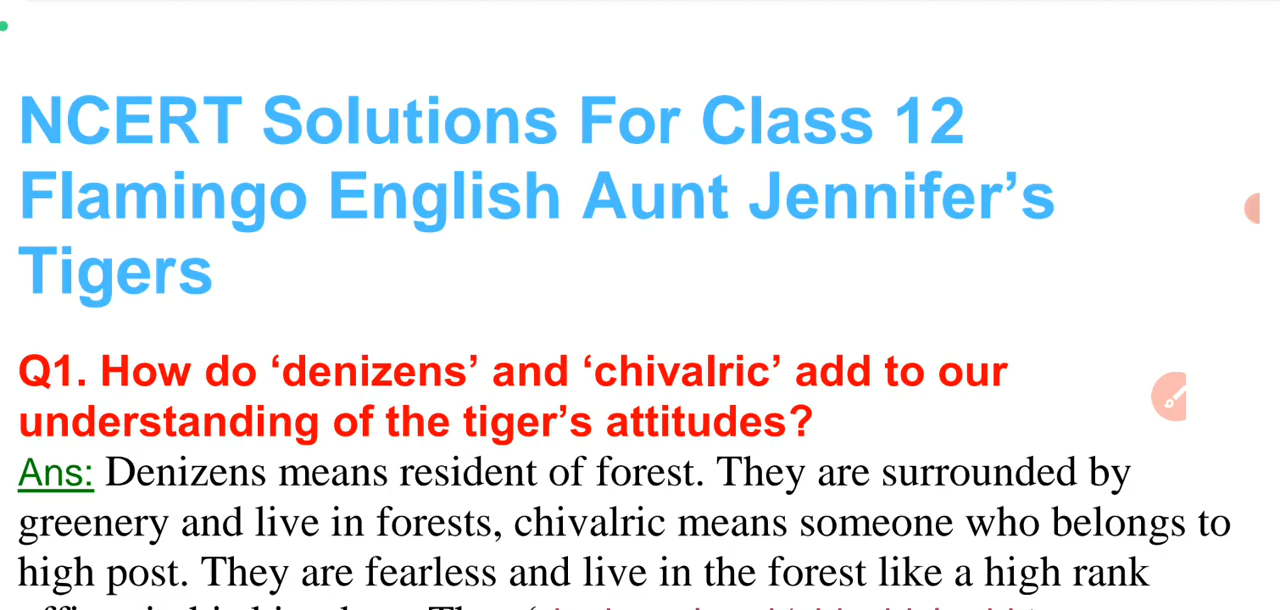 NCERT Solutions For Class 12
Flamingo English Aunt Jennifer’s
Tigers
Q1. How do ‘denizens’ and ‘chivalric’ add to our
understanding of the tiger’s attitudes?
Ans: Denizens means resident of forest. They are surrounded by
greenery and live in forests, chivalric means someone who belongs to
high post. They are fearless and live in the forest like a high rank